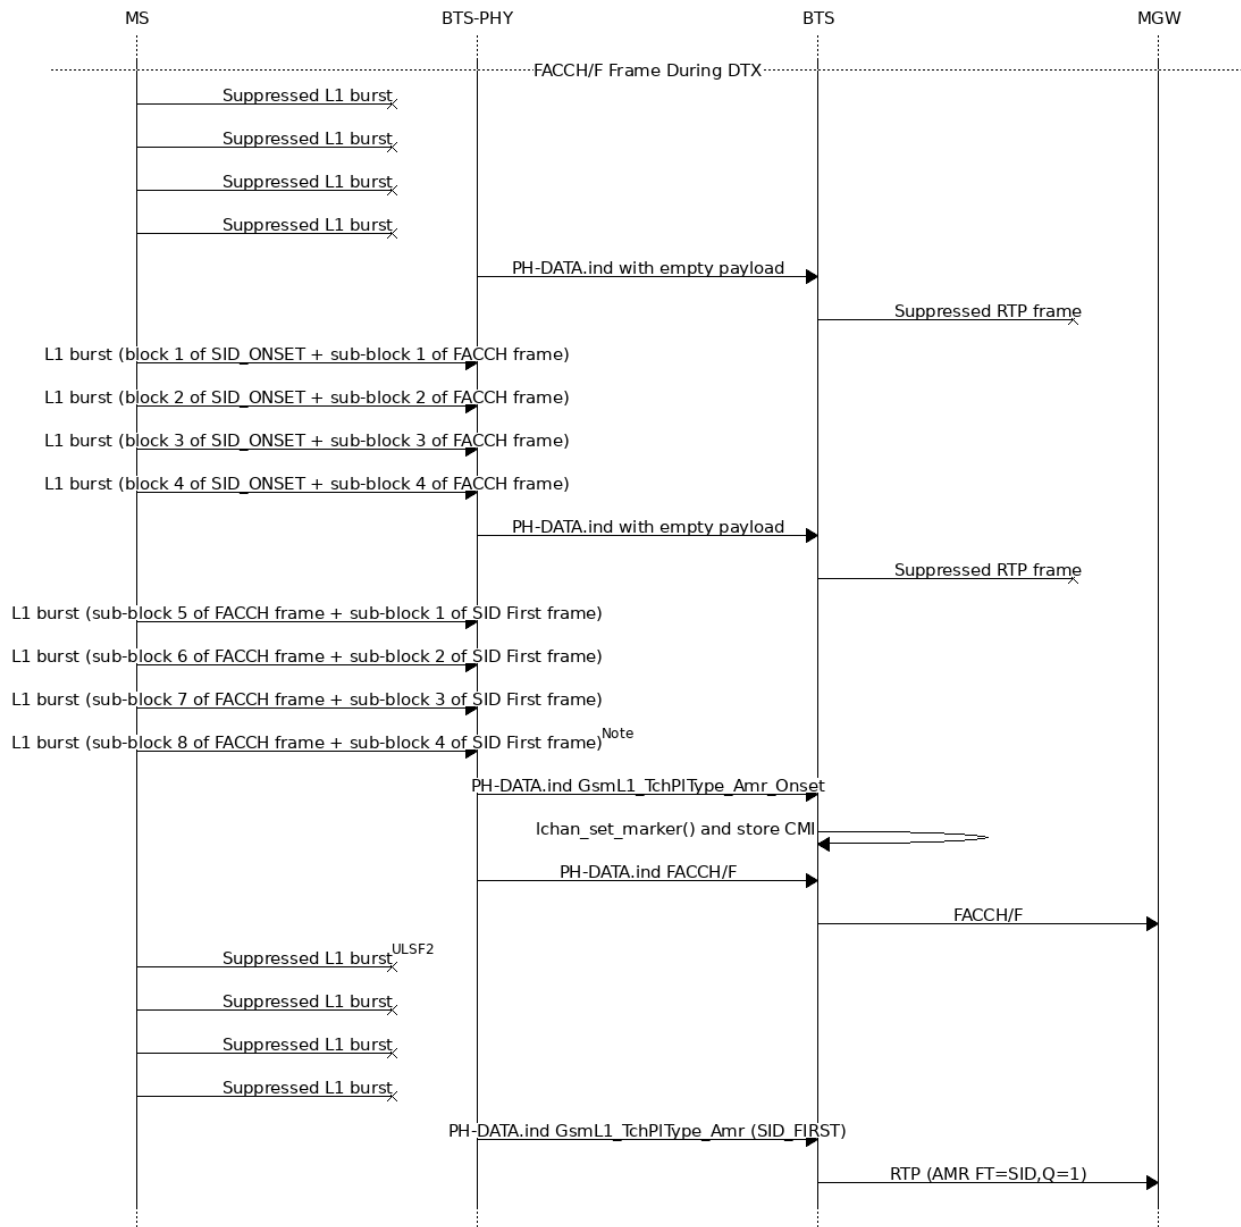 MS BTS-PHY BTS MGW
FACCH/F Frame During DTX
Suppressed L1 burst
Suppressed L1 burst
Suppressed L1 burst
Suppressed L1 burst
PH-DATA.ind with empty payload
Suppressed RTP frame
L1 burst (block 1 of SID_ONSET + sub-block 1 of FACCH frame)
L1 burst (block 2 of SID_ONSET + sub-block 2 of FACCH frame)
L1 burst (block 3 of SID_ONSET + sub-block 3 of FACCH frame)
L1 burst (block 4 of SID_ONSET + sub-block 4 of FACCH frame)
PH-DATA.ind with empty payload
Suppressed RTP frame
L1 burst (sub-block 5 of FACCH frame + sub-block 1 of SID First frame)
L1 burst (sub-block 6 of FACCH frame + sub-block 2 of SID First frame)
L1 burst (sub-block 7 of FACCH frame + sub-block 3 of SID First frame)
L1 burst (sub-block 8 of FACCH frame + sub-block 4 of SID First frame) Note
PH-DATA.ind GsmL1_TchPlType_Amr_Onset
lchan_set_marker() and store CMI
PH-DATA.ind FACCH/F
FACCH/F
Suppressed L1 burst ULSF2
Suppressed L1 burst
Suppressed L1 burst
Suppressed L1 burst
PH-DATA.ind GsmL1_TchPlType_Amr (SID_FIRST)
RTP (AMR FT=SID,Q=1)